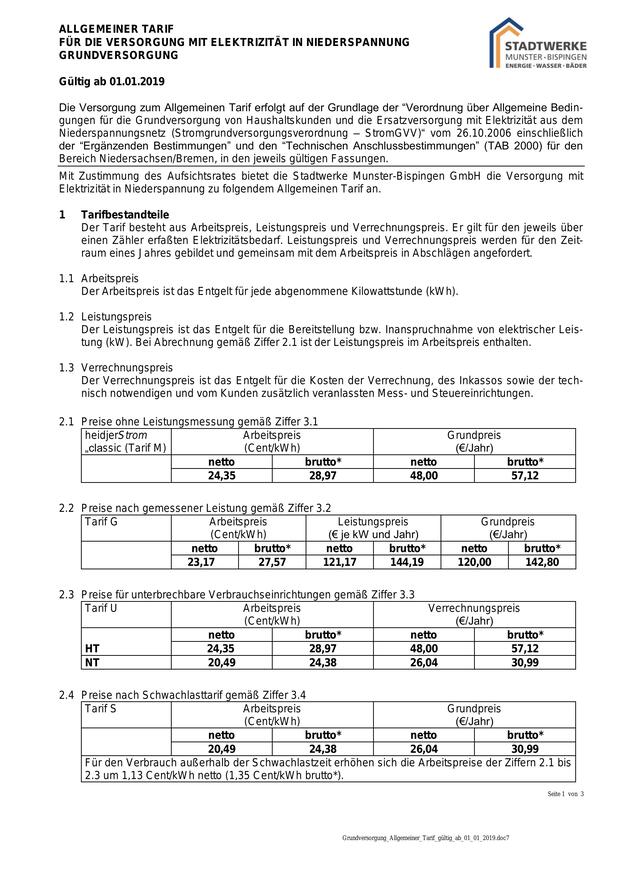 ALLGEMEINER TARIF
FÜR DIE VERSORGUNG MIT ELEKTRIZITÄT IN NIEDERSPANNUNG
GRUNDVERSORGUNG
STADTWERKE
MUNSTER·BISPINGEN
ENERGIE·WASSER·BÄDER
Gültig ab 01.01.2019
Die Versorgung zum Allgemeinen Tarif erfolgt auf der Grundlage der “Verordnung über Allgemeine Bedin-
gungen für die Grundversorgung von Haushaltskunden und die Ersatzversorgung mit Elektrizität aus dem
Niederspannungsnetz (Stromgrundversorgungsverordnung – StromGVV)“ vom 26.10.2006 einschließlich
der “Ergänzenden Bestimmungen” und den “Technischen Anschlussbestimmungen” (TAB 2000) für den
Bereich Niedersachsen/Bremen, in den jeweils gültigen Fassungen.
Mit Zustimmung des Aufsichtsrates bietet die Stadtwerke Munster-Bispingen GmbH die Versorgung mit
Elektrizität in Niederspannung zu folgendem Allgemeinen Tarif an.
1 Tarifbestandteile
Der Tarif besteht aus Arbeitspreis, Leistungspreis und Verrechnungspreis. Er gilt für den jeweils über
einen Zähler erfaßten Elektrizitätsbedarf. Leistungspreis und Verrechnungspreis werden für den Zeit-
raum eines Jahres gebildet und gemeinsam mit dem Arbeitspreis in Abschlägen angefordert.
1.1 Arbeitspreis
Der Arbeitspreis ist das Entgelt für jede abgenommene Kilowattstunde (kWh).
1.2 Leistungspreis
Der Leistungspreis ist das Entgelt für die Bereitstellung bzw. Inanspruchnahme von elektrischer Leis-
tung (kW). Bei Abrechnung gemäß Ziffer 2.1 ist der Leistungspreis im Arbeitspreis enthalten.
1.3 Verrechnungspreis
Der Verrechnungspreis ist das Entgelt für die Kosten der Verrechnung, des Inkassos sowie der tech-
nisch notwendigen und vom Kunden zusätzlich veranlassten Mess- und Steuereinrichtungen.
2.1 Preise ohne Leistungsmessung gemäß Ziffer 3.1
heidjerStrom Arbeitspreis Grundpreis
„classic (Tarif M) (Cent/kWh) (€/Jahr)
netto brutto* netto brutto*
24,35 28,97 48,00 57,12
2.2 Preise nach gemessener Leistung gemäß Ziffer 3.2
Tarif G Arbeitspreis Leistungspreis Grundpreis
(Cent/kWh) (€ je kW und Jahr) (€/Jahr)
netto brutto* netto brutto* netto brutto*
23,17 27,57 121,17 144,19 120,00 142,80
2.3 Preise für unterbrechbare Verbrauchseinrichtungen gemäß Ziffer 3.3
Tarif U Arbeitspreis Verrechnungspreis
(Cent/kWh) (€/Jahr)
netto brutto* netto brutto*
HT 24,35 28,97 48,00 57,12
NT 20,49 24,38 26,04 30,99
2.4 Preise nach Schwachlasttarif gemäß Ziffer 3.4
Tarif S Arbeitspreis Grundpreis
(Cent/kWh) (€/Jahr)
netto brutto* netto brutto*
20,49 24,38 26,04 30,99
Für den Verbrauch außerhalb der Schwachlastzeit erhöhen sich die Arbeitspreise der Ziffern 2.1 bis
2.3 um 1,13 Cent/kWh netto (1,35 Cent/kWh brutto*).
Seite 1 von 3
Grundversorgung_Allgemeiner_Tarif_gültig_ab_01_01_2019.doc7